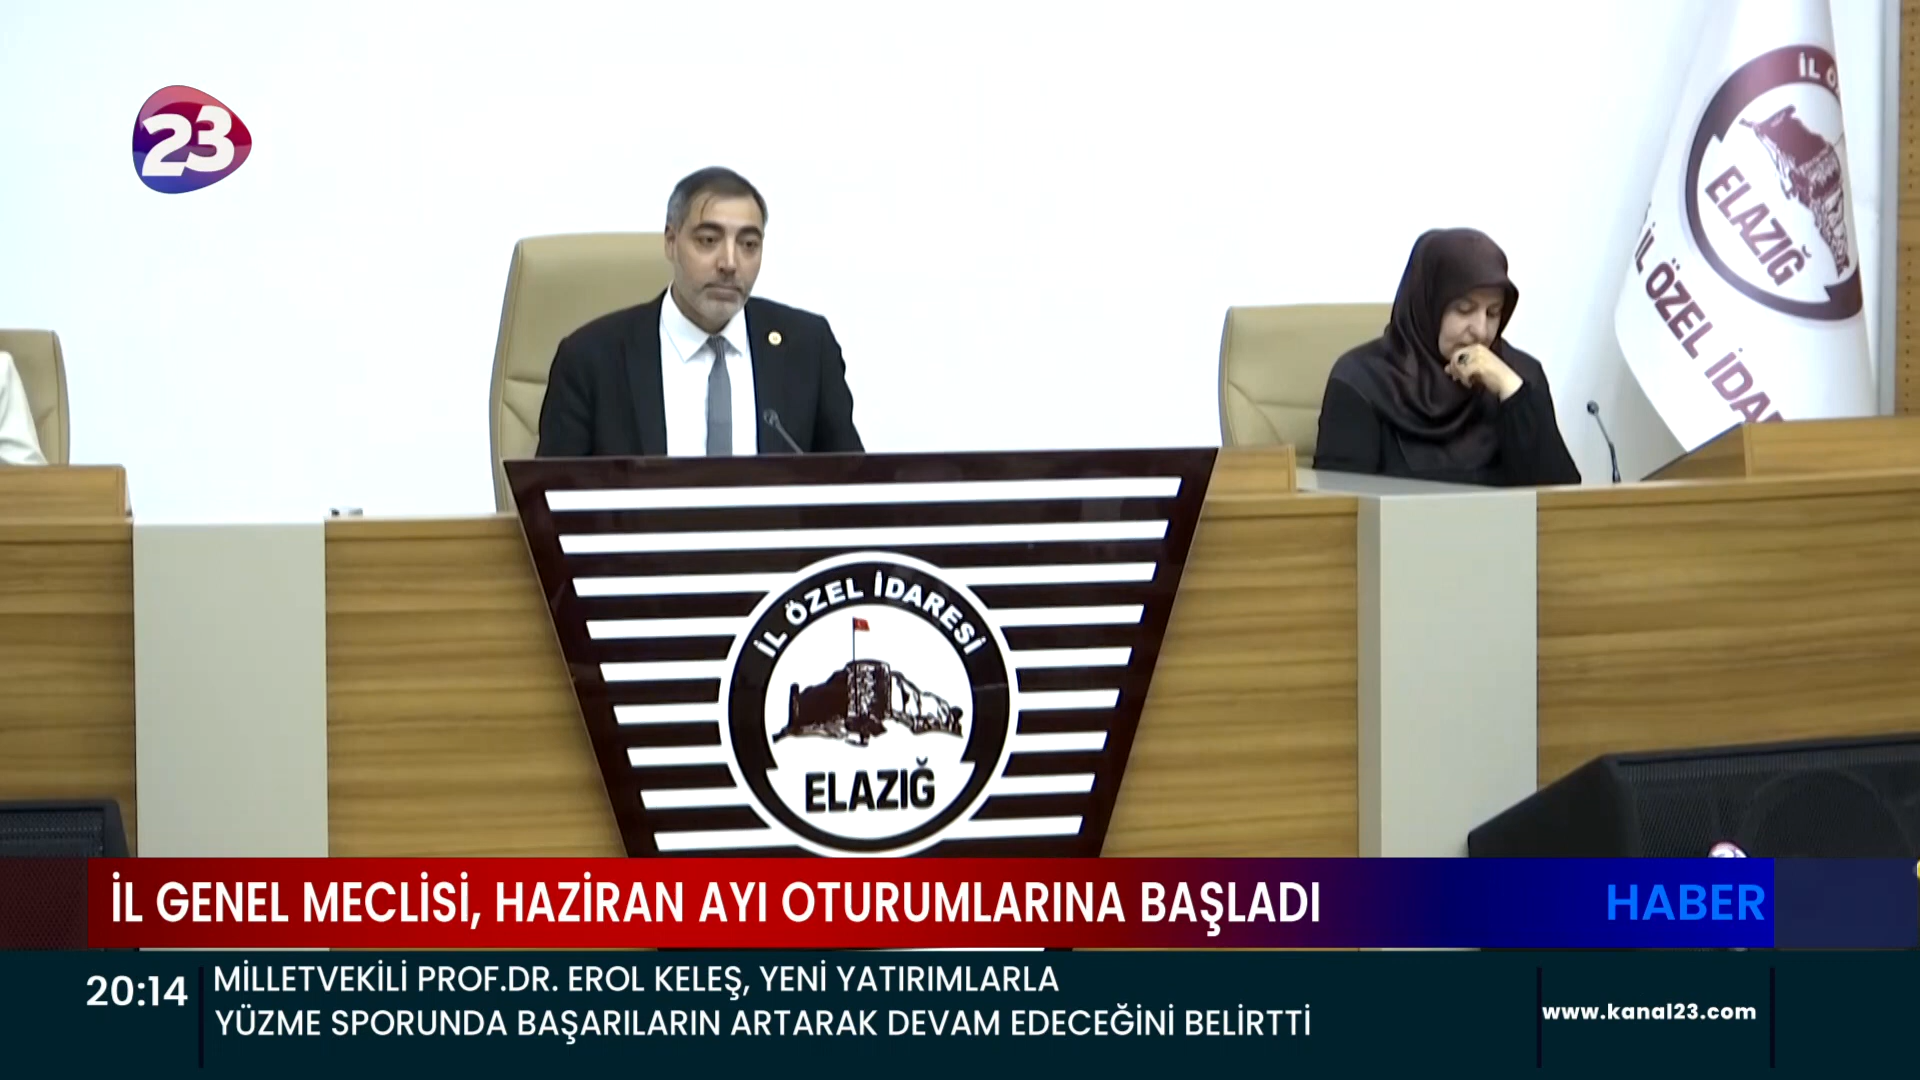 23
İL Ö
ELAZIĞ
İL ÖZEL İDA
İL ÖZEL İDARESİ
ELAZIĞ
İL GENEL MECLİSİ, HAZİRAN AYI OTURUMLARINA BAŞLADI
HABER
20:14
MİLLETVEKİLİ PROF.DR. EROL KELEŞ, YENİ YATIRIMLARLA
YÜZME SPORUNDA BAŞARILARIN ARTARAK DEVAM EDECEĞİNİ BELİRTTİ
www.kanal23.com